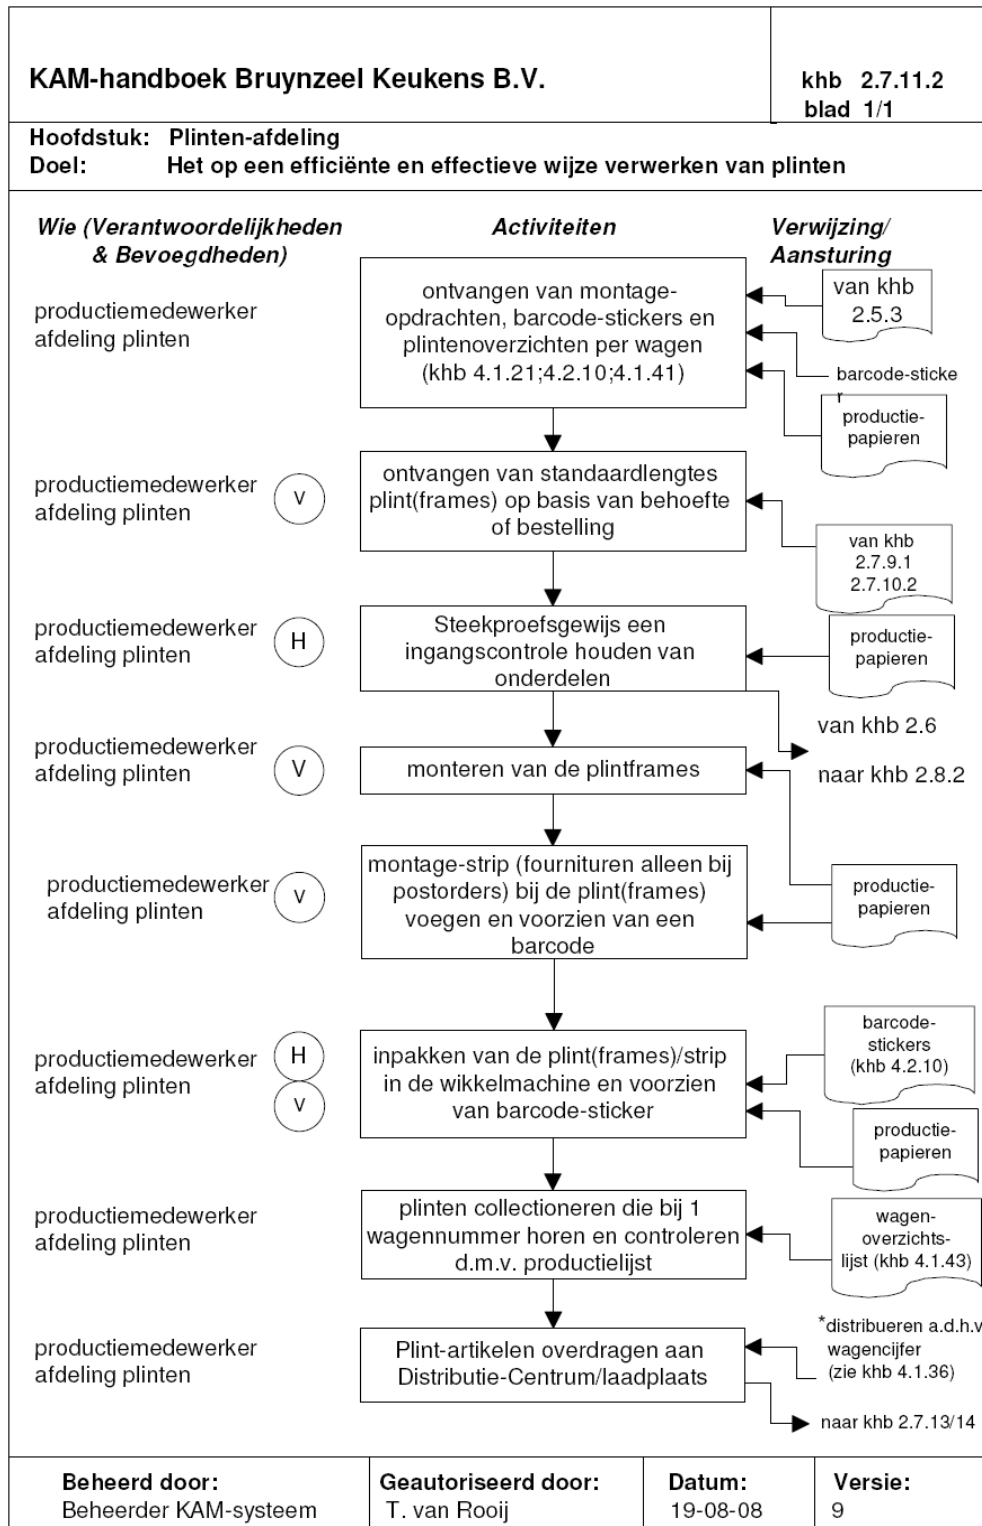 KAM-handboek Bruynzeel Keukens B.V.
khb 2.7.11.2
blad 1/1
Hoofdstuk: Plinten-afdeling
Doel: Het op een efficiënte en effectieve wijze verwerken van plinten
Wie (Verantwoordelijkheden
& Bevoegdheden)
Activiteiten
Verwijzing/
Aansturing
productiemedewerker
afdeling plinten
ontvangen van montage-
opdrachten, barcode-stickers en
plintenoverzichten per wagen
(khb 4.1.21;4.2.10;4.1.41)
van khb
2.5.3
barcode-sticke
r
productie-
papieren
productiemedewerker
afdeling plinten
v
ontvangen van standaardlengtes
plint(frames) op basis van behoefte
of bestelling
van khb
2.7.9.1
2.7.10.2
productiemedewerker
afdeling plinten
H
Steekproefsgewijs een
ingangscontrole houden van
onderdelen
productie-
papieren
van khb 2.6
naar khb 2.8.2
productiemedewerker
afdeling plinten
V
monteren van de plintframes
productiemedewerker
afdeling plinten
v
montage-strip (fournituren alleen bij
postorders) bij de plint(frames)
voegen en voorzien van een
barcode
productie-
papieren
productiemedewerker
afdeling plinten
H
v
inpakken van de plint(frames)/strip
in de wikkelmachine en voorzien
van barcode-sticker
barcode-
stickers
(khb 4.2.10)
productie-
papieren
productiemedewerker
afdeling plinten
plinten collectioneren die bij 1
wagennummer horen en controleren
d.m.v. productielijst
wagen-
overzichts-
lijst (khb 4.1.43)
productiemedewerker
afdeling plinten
Plint-artikelen overdragen aan
Distributie-Centrum/laadplaats
*distribueren a.d.h.v
wagencijfer
(zie khb 4.1.36)
naar khb 2.7.13/14
Beheerd door:
Beheerder KAM-systeem
Geautoriseerd door:
T. van Rooij
Datum:
19-08-08
Versie:
9